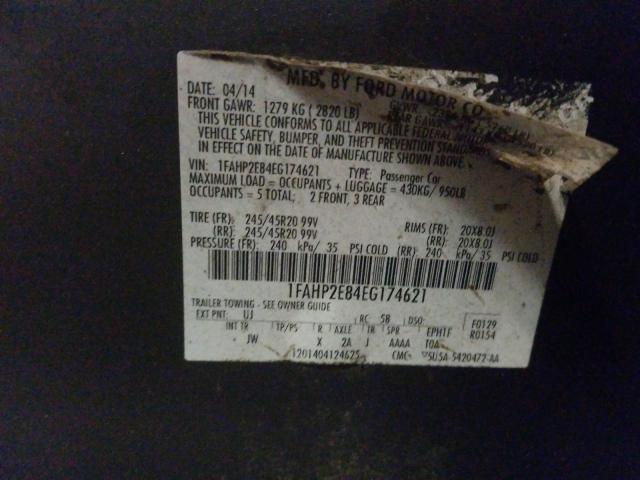 MFD. BY FORD MOTOR CO.
DATE: 04/14
FRONT GAWR: 1279 KG ( 2820 LB)
THIS VEHICLE CONFORMS TO ALL APPLICABLE FEDERAL MOTOR
VEHICLE SAFETY, BUMPER, AND THEFT PREVENTION STANDARDS
IN EFFECT ON THE DATE OF MANUFACTURE SHOWN ABOVE.
VIN: 1FAHP2E84EG174621 TYPE: Passenger Car
MAXIMUM LOAD = OCCUPANTS + LUGGAGE = 430KG/ 950LB
OCCUPANTS = 5 TOTAL; 2 FRONT, 3 REAR
TIRE (FR): 245/45R20 99V RIMS (FR): 20X8.0J
(RR): 245/45R20 99V (RR): 20X8.0J
PRESSURE (FR): 240 kPa/ 35 PSI COLD (RR): 240 kPa/ 35 PSI COLD
1FAHP2E84EG174621
TRAILER TOWING - SEE OWNER GUIDE
EXT PNT: UJ RC: 5B DSO: F0129
INT TR TP/PS R AXLE TR SPR EPH1F R0154
JW X 2A J AAAA T0A
1201404124625 CMC 5U5A-5420472-AA